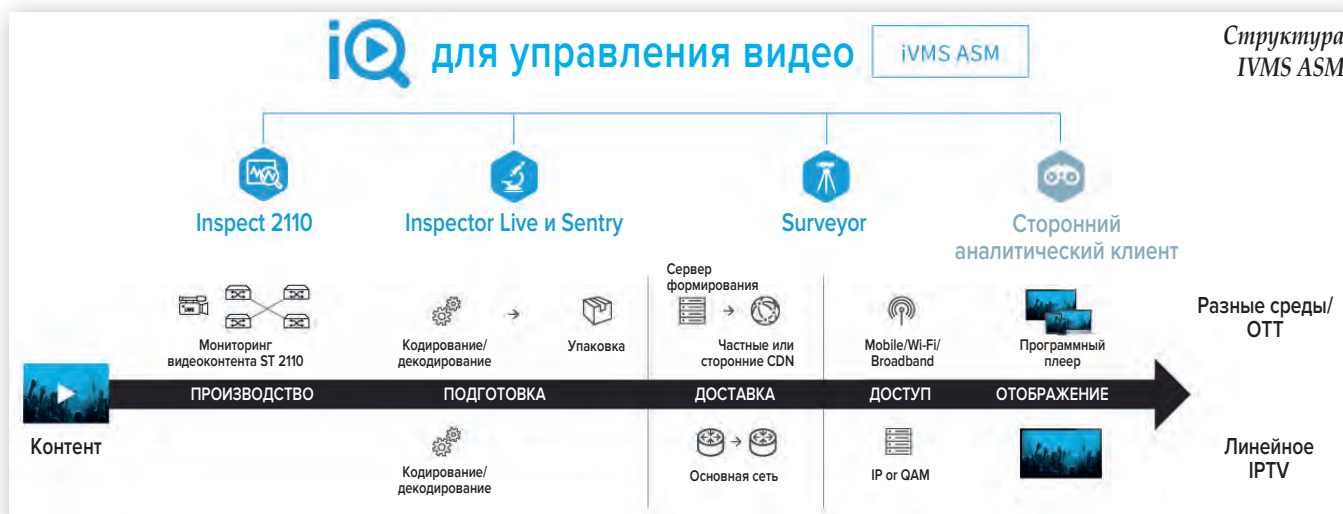 iQ для управления видео
iVMS ASM
Структура
IVMS ASM
Inspect 2110
Inspector Live и Sentry
Surveyor
Сторонний
аналитический клиент
Мониторинг
видеоконтента ST 2110
Кодирование/
декодирование
Упаковка
Сервер
формирования
Частные или
сторонние CDN
Mobile/Wi-Fi/
Broadband
Программный
плеер
Разные среды/
ОТТ
Контент
ПРОИЗВОДСТВО
ПОДГОТОВКА
ДОСТАВКА
ДОСТУП
ОТОБРАЖЕНИЕ
Кодирование/
декодирование
Основная сеть
IP or QAM
Линейное
IPTV